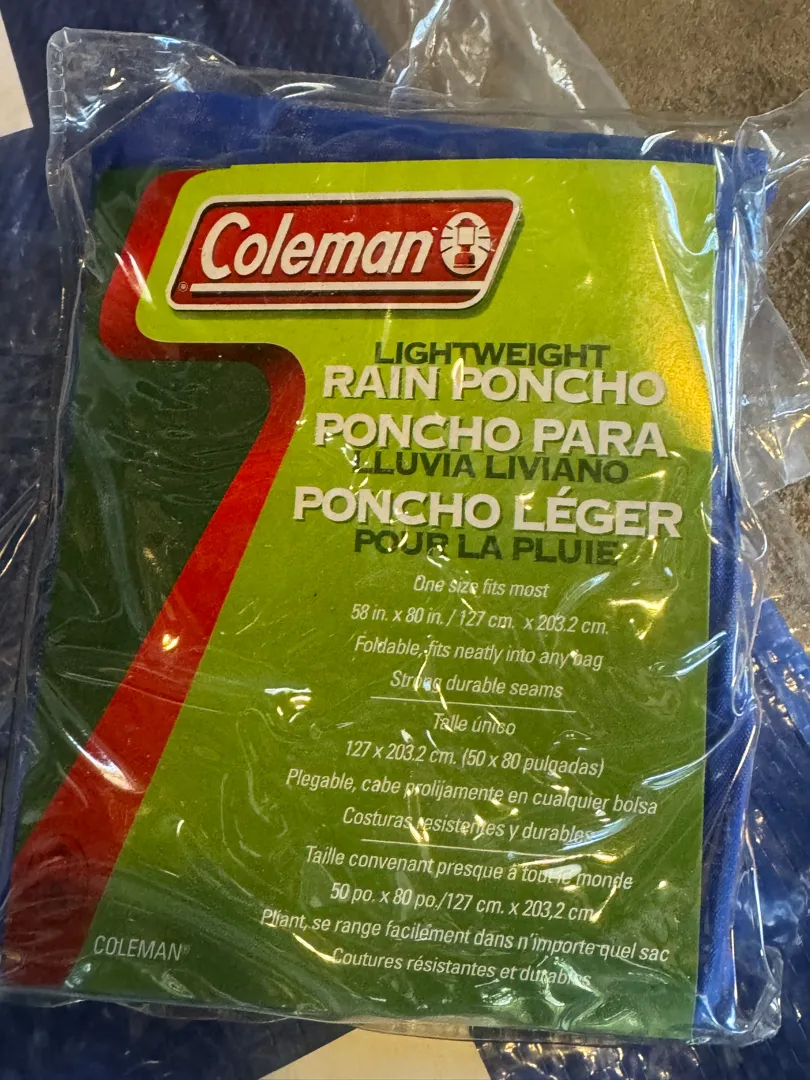 Coleman™
®
LIGHTWEIGHT
RAIN PONCHO
PONCHO PARA
LLUVIA LIVIANO
PONCHO LÉGER
POUR LA PLUIE
One size fits most
58 in. x 80 in. / 127 cm. x 203.2 cm.
Foldable, fits neatly into any bag
Strong durable seams
Talle único
127 x 203.2 cm. (50 x 80 pulgadas)
Plegable, cabe prolijamente en cualquier bolsa
Costuras resistentes y durables
Taille convenant presque à tout le monde
50 po. x 80 po./127 cm. x 203,2 cm.
Pliant, se range facilement dans n'importe quel sac
Coutures résistantes et durables
COLEMAN®